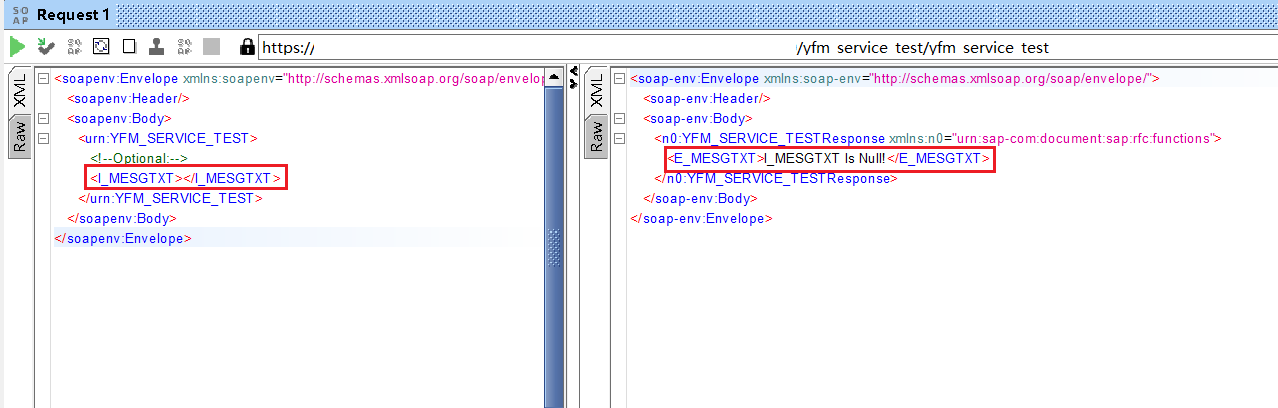 SO
AP
Request 1
https://
/yfm_service_test/yfm_service_test
XML
Raw
<soapenv:Envelope xmlns:soapenv="http://schemas.xmlsoap.org/soap/envelop
<soapenv:Header/>
<soapenv:Body>
<urn:YFM_SERVICE_TEST>
<!--Optional:-->
<I_MESGTXT></I_MESGTXT>
</urn:YFM_SERVICE_TEST>
</soapenv:Body>
</soapenv:Envelope>
XML
Raw
<soap-env:Envelope xmlns:soap-env="http://schemas.xmlsoap.org/soap/envelope/">
<soap-env:Header/>
<soap-env:Body>
<n0:YFM_SERVICE_TESTResponse xmlns:n0="urn:sap-com:document:sap:rfc:functions">
<E_MESGTXT>I_MESGTXT Is Null!</E_MESGTXT>
</n0:YFM_SERVICE_TESTResponse>
</soap-env:Body>
</soap-env:Envelope>